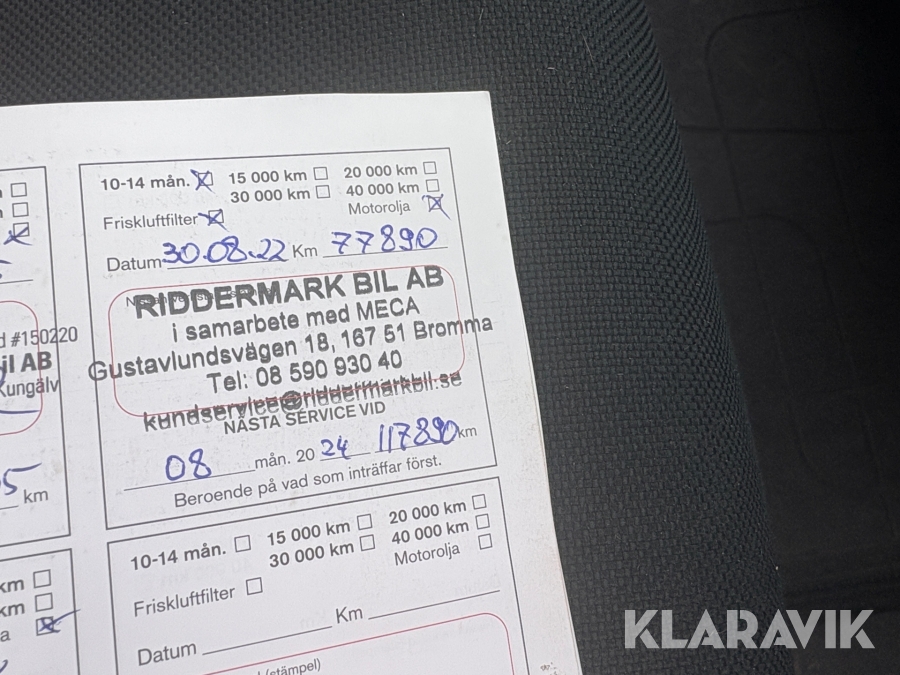 10-14 mån. 15 000 km 20 000 km
30 000 km 40 000 km
Friskluftfilter Motorolja
Datum 30.08.22 Km 77890
RIDDERMARK BIL AB
i samarbete med MECA
Gustavlundsvägen 18, 167 51 Bromma
Tel: 08 590 930 40
kundservice@riddermarkbil.se
NÄSTA SERVICE VID
08 mån. 20 24 117890 km
Beroende på vad som inträffar först.
#150220
il AB
Kungälv
5 km
10-14 mån. 15 000 km 20 000 km
30 000 km 40 000 km
Friskluftfilter Motorolja
Datum Km
(stämpel)
km
km
a
KLARAVIK